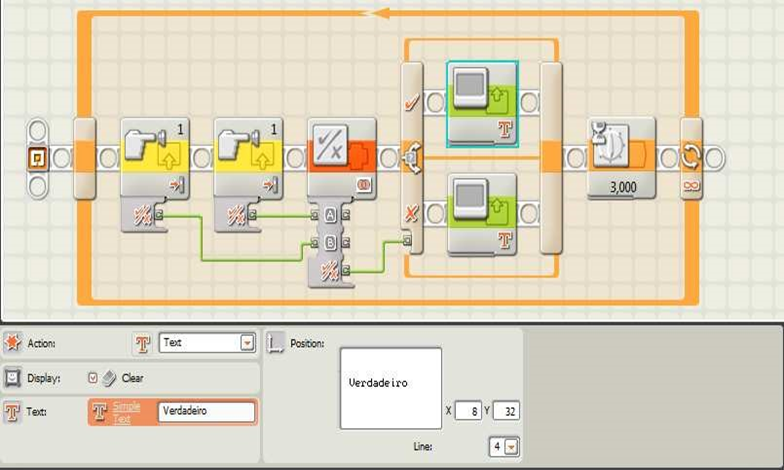 1
1
A
B
T
T
3,000
Action:
T
Text
Display:
Clear
Text:
T
Simple Text
Verdadeiro
Position:
Verdadeiro
X
8
Y
32
Line:
4